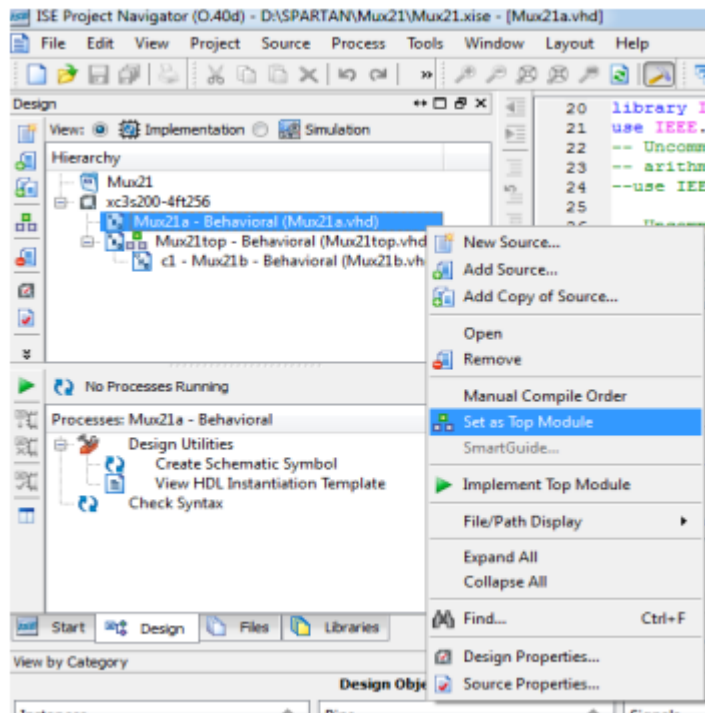 ISE Project Navigator (O.40d) - D:\SPARTAN\Mux21\Mux21.xise - [Mux21a.vhd]
File Edit View Project Source Process Tools Window Layout Help
Design
View: Implementation Simulation
Hierarchy
Mux21
xc3s200-4ft256
Mux21a - Behavioral (Mux21a.vhd)
Mux21top - Behavioral (Mux21top.vhd
c1 - Mux21b - Behavioral (Mux21b.vh
No Processes Running
Processes: Mux21a - Behavioral
Design Utilities
Create Schematic Symbol
View HDL Instantiation Template
Check Syntax
Start Design Files Libraries
View by Category
Design Obje
20 library I
21 use IEEE.
22 -- Uncomm
23 -- arithm
24 --use IEE
25
New Source...
Add Source...
Add Copy of Source...
Open
Remove
Manual Compile Order
Set as Top Module
SmartGuide...
Implement Top Module
File/Path Display
Expand All
Collapse All
Find... Ctrl+F
Design Properties...
Source Properties...